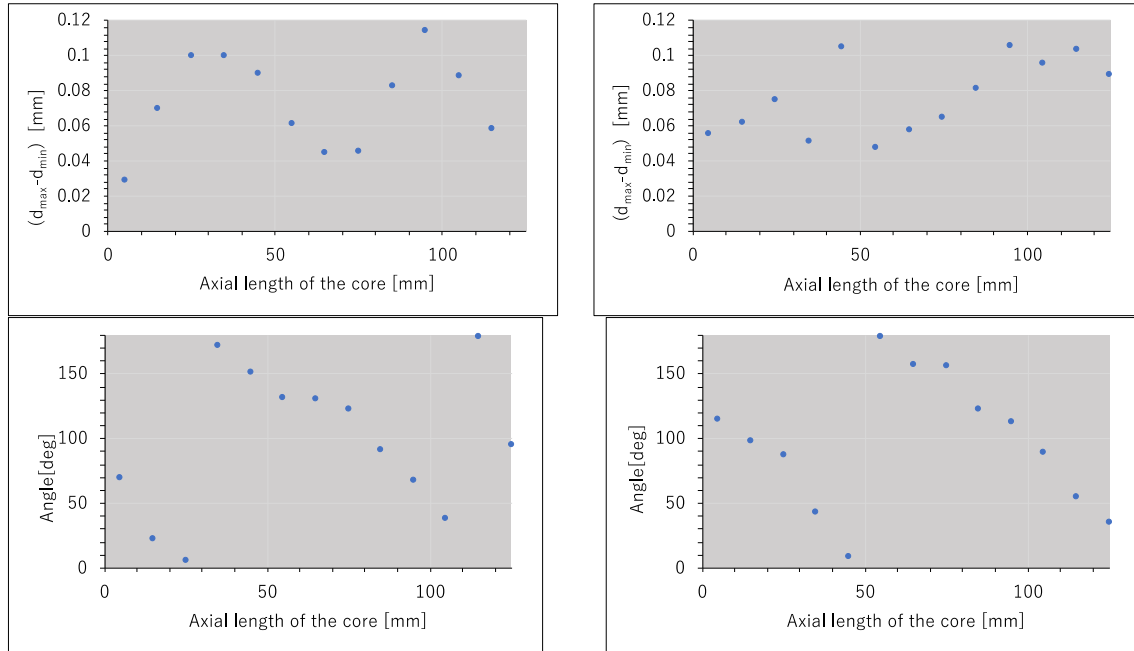 0.12
0.1
0.08
0.06
0.04
0.02
0
(dmax-dmin) [mm]
0 50 100
Axial length of the core [mm]
0.12
0.1
0.08
0.06
0.04
0.02
0
(dmax-dmin) [mm]
0 50 100
Axial length of the core [mm]
150
100
50
0
Angle[deg]
0 50 100
Axial length of the core [mm]
150
100
50
0
Angle[deg]
0 50 100
Axial length of the core [mm]